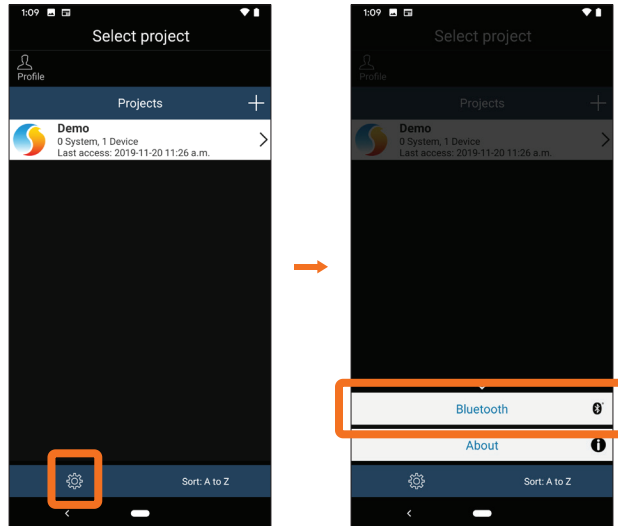 1:09
Select project
Profile
Projects
Demo
0 System, 1 Device
Last access: 2019-11-20 11:26 a.m.
Sort: A to Z
1:09
Select project
Profile
Projects
Demo
0 System, 1 Device
Last access: 2019-11-20 11:26 a.m.
Bluetooth
About
Sort: A to Z